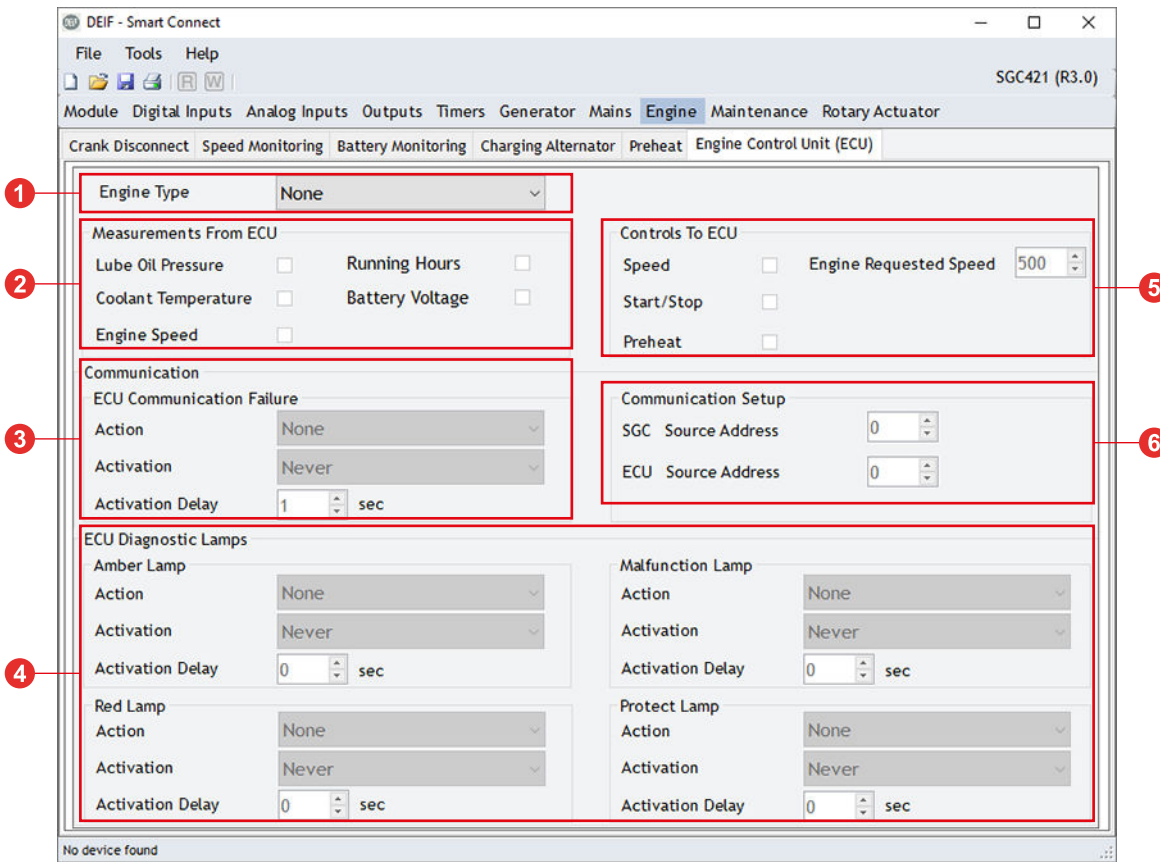 DEIF - Smart Connect
File Tools Help
R W
SGC421 (R3.0)
Module Digital Inputs Analog Inputs Outputs Timers Generator Mains Engine Maintenance Rotary Actuator
Crank Disconnect Speed Monitoring Battery Monitoring Charging Alternator Preheat Engine Control Unit (ECU)
1
Engine Type None
2
Measurements From ECU
Lube Oil Pressure Running Hours
Coolant Temperature Battery Voltage
Engine Speed
Controls To ECU
Speed Engine Requested Speed 500
Start/Stop
Preheat
5
3
Communication
ECU Communication Failure
Action None
Activation Never
Activation Delay 1 sec
Communication Setup
SGC Source Address 0
ECU Source Address 0
6
4
ECU Diagnostic Lamps
Amber Lamp
Action None
Activation Never
Activation Delay 0 sec
Malfunction Lamp
Action None
Activation Never
Activation Delay 0 sec
Red Lamp
Action None
Activation Never
Activation Delay 0 sec
Protect Lamp
Action None
Activation Never
Activation Delay 0 sec
No device found